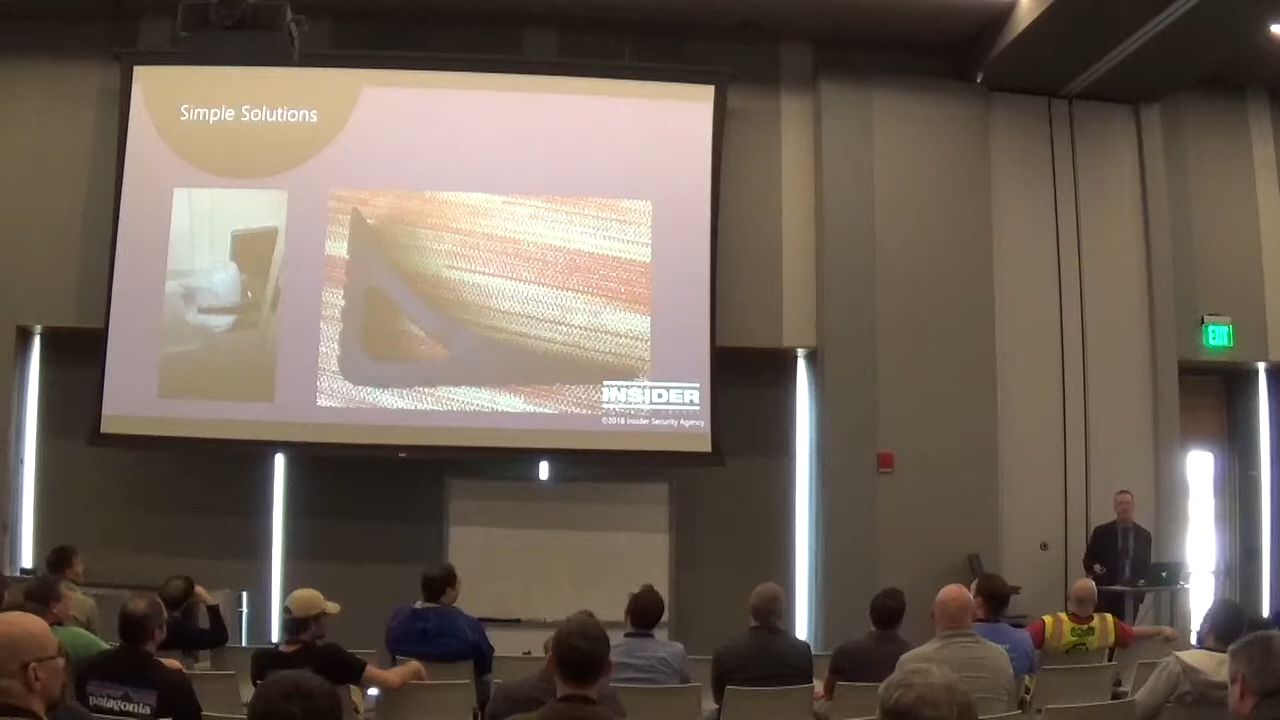 Simple Solutions
INSIDER
©2018 Insider Security Agency
EXIT
patagonia